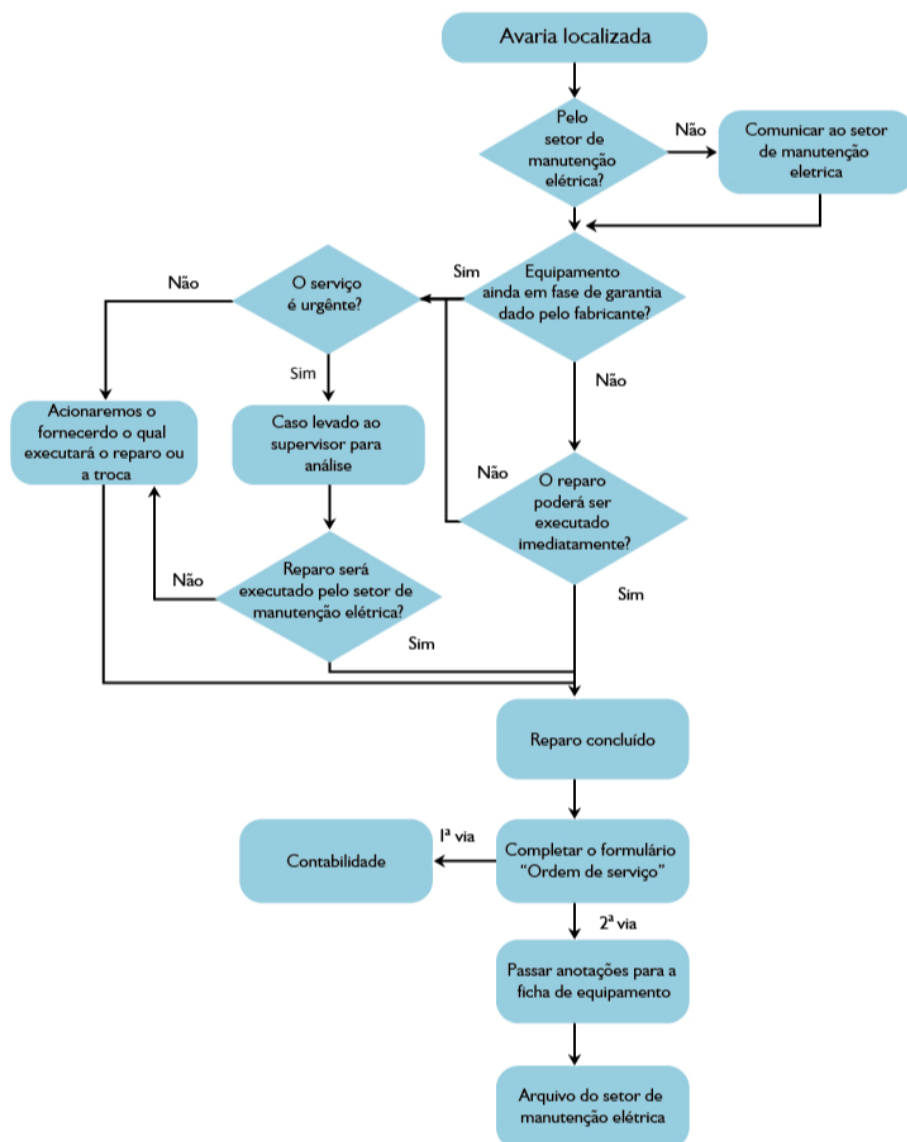 Avaria localizada
Pelo
setor de
manutenção
elétrica?
Não
Comunicar ao setor
de manutenção
eletrica
Equipamento
ainda em fase de garantia
dado pelo fabricante?
Sim
O serviço
é urgênte?
Não
Sim
Não
Acionaremos o
fornecerdo o qual
executará o reparo ou
a troca
Caso levado ao
supervisor para
análise
Não
O reparo
poderá ser
executado
imediatamente?
Sim
Reparo será
executado pelo setor de
manutenção elétrica?
Não
Sim
Reparo concluído
Completar o formulário
“Ordem de serviço”
1ª via
Contabilidade
2ª via
Passar anotações para a
ficha de equipamento
Arquivo do setor de
manutenção elétrica